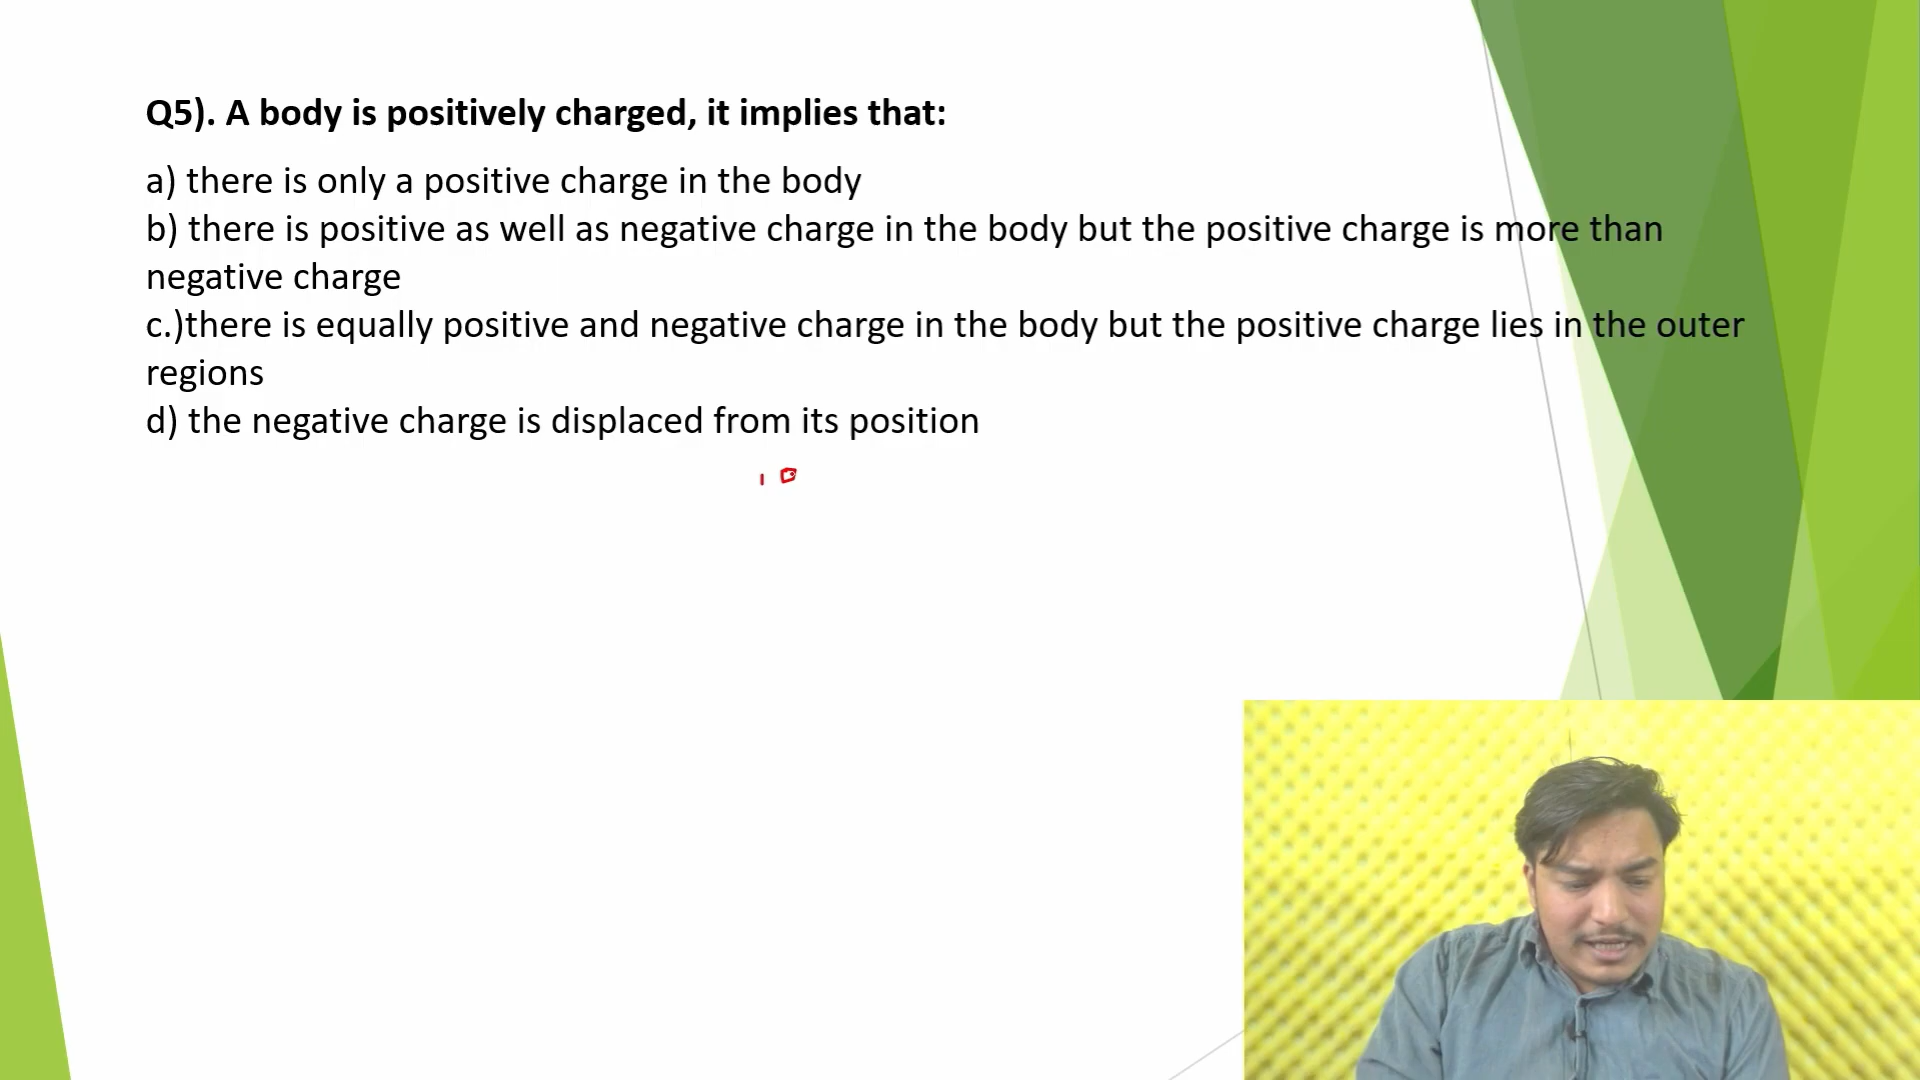 Q5). A body is positively charged, it implies that:
a) there is only a positive charge in the body
b) there is positive as well as negative charge in the body but the positive charge is more than
negative charge
c.)there is equally positive and negative charge in the body but the positive charge lies in the outer
regions
d) the negative charge is displaced from its position